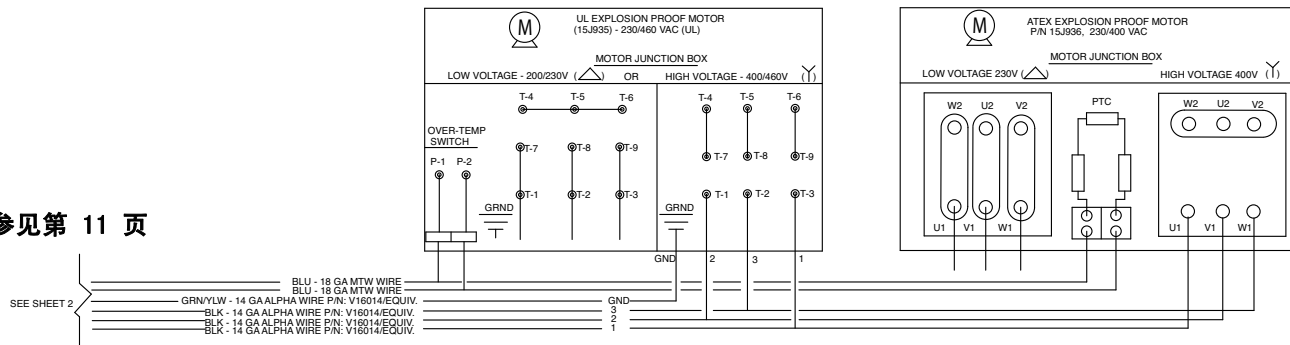 M
UL EXPLOSION PROOF MOTOR
(15J935) - 230/460 VAC (UL)
MOTOR JUNCTION BOX
LOW VOLTAGE - 200/230V ( ) OR HIGH VOLTAGE - 400/460V ( )
T-4 T-5 T-6
OVER-TEMP
SWITCH
P-1 P-2
T-7 T-8 T-9
T-1 T-2 T-3
GRND
T-4 T-5 T-6
T-7 T-8 T-9
T-1 T-2 T-3
GRND
GND 2 3 1
M
ATEX EXPLOSION PROOF MOTOR
P/N 15J936, 230/400 VAC
MOTOR JUNCTION BOX
LOW VOLTAGE 230V ( ) HIGH VOLTAGE 400V ( )
W2 U2 V2
U1 V1 W1
PTC
W2 U2 V2
U1 V1 W1
参见第 11 页
SEE SHEET 2
BLU - 18 GA MTW WIRE
BLU - 18 GA MTW WIRE
GRN/YLW - 14 GA ALPHA WIRE P/N: V16014/EQUIV. GND
BLK - 14 GA ALPHA WIRE P/N: V16014/EQUIV. 3
BLK - 14 GA ALPHA WIRE P/N: V16014/EQUIV. 2
BLK - 14 GA ALPHA WIRE P/N: V16014/EQUIV. 1